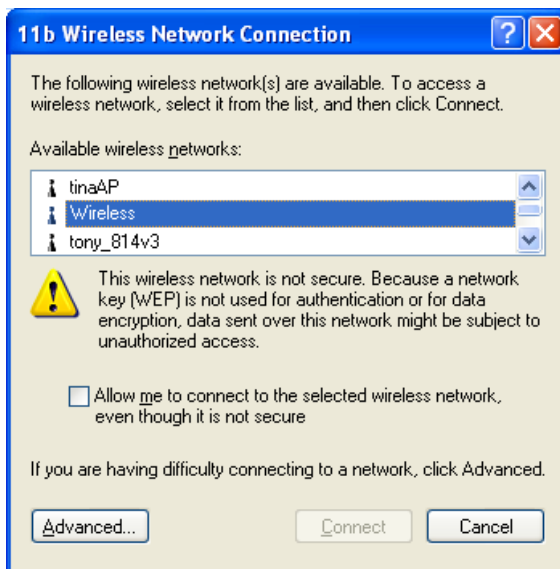 11b Wireless Network Connection
The following wireless network(s) are available. To access a
wireless network, select it from the list, and then click Connect.
Available wireless networks:
tinaAP
Wireless
tony_814v3
This wireless network is not secure. Because a network
key (WEP) is not used for authentication or for data
encryption, data sent over this network might be subject to
unauthorized access.
Allow me to connect to the selected wireless network,
even though it is not secure
If you are having difficulty connecting to a network, click Advanced.
Advanced... Connect Cancel